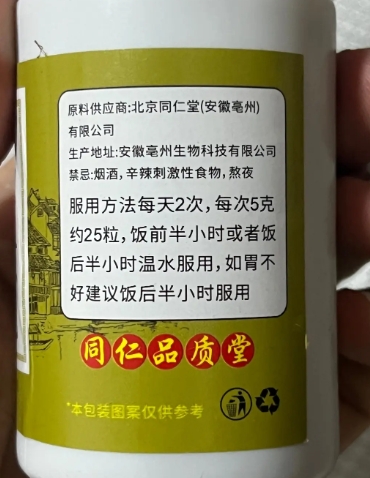 原料供应商:北京同仁堂(安徽亳州)
有限公司
生产地址:安徽亳州生物科技有限公司
禁忌:烟酒，辛辣刺激性食物，熬夜
服用方法每天2次，每次5克
约25粒，饭前半小时或者饭
后半小时温水服用，如胃不
好建议饭后半小时服用
同仁品质堂
*本包装图案仅供参考